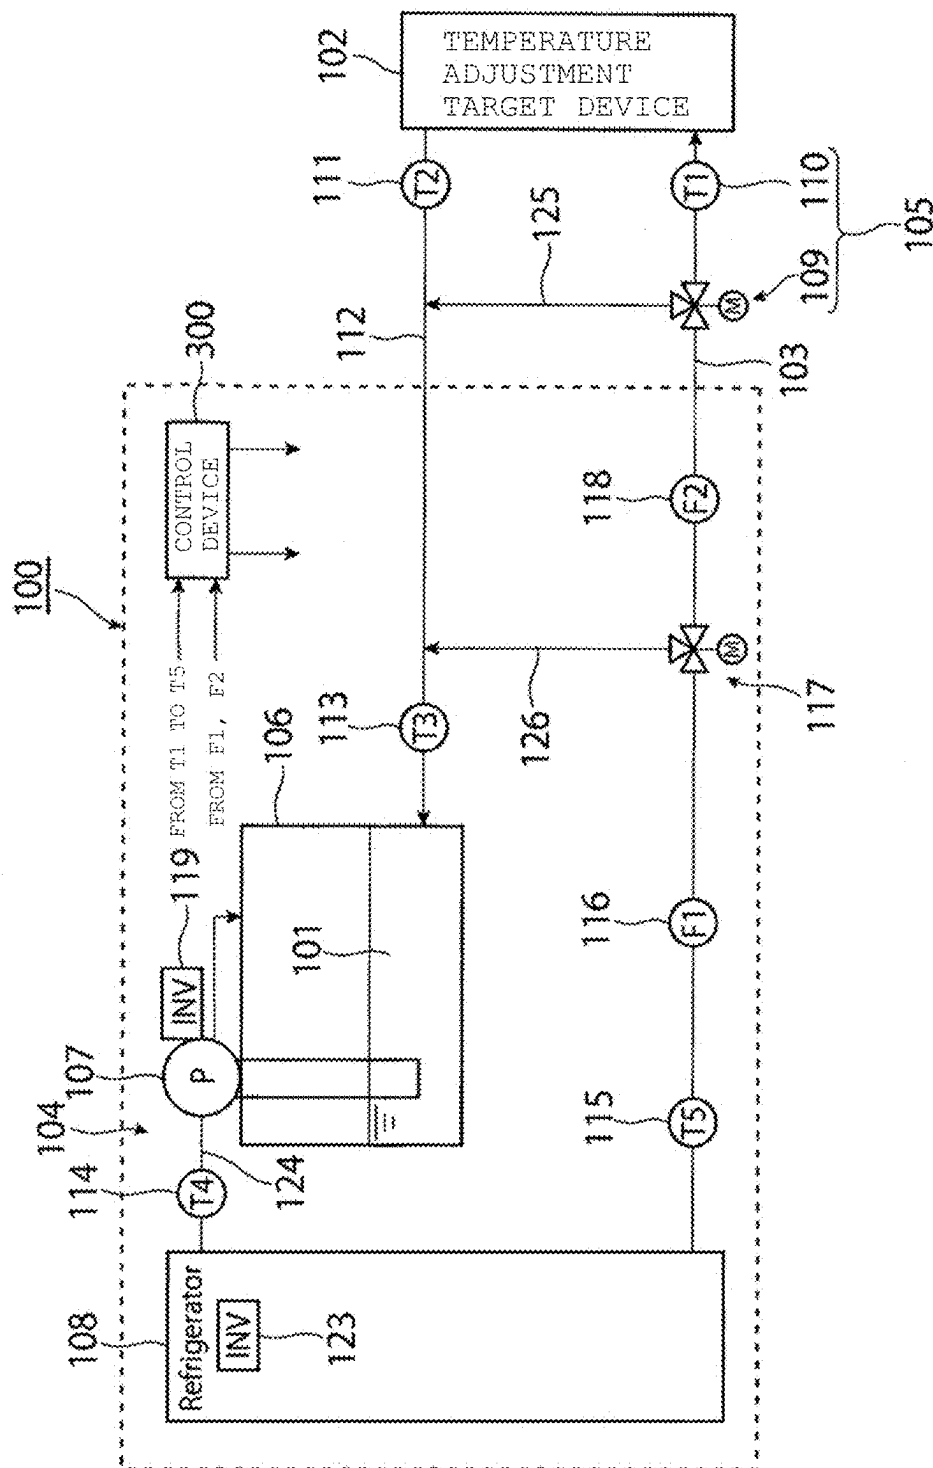 100
108
Refrigerator
INV
123
114
T4
104
107
P
124
INV
119
FROM T1 TO T5
FROM F1, F2
CONTROL
DEVICE
300
106
101
113
T3
112
111
T2
102
TEMPERATURE
ADJUSTMENT
TARGET DEVICE
126
125
115
T5
116
F1
M
117
118
F2
103
M
109
T1
110
105